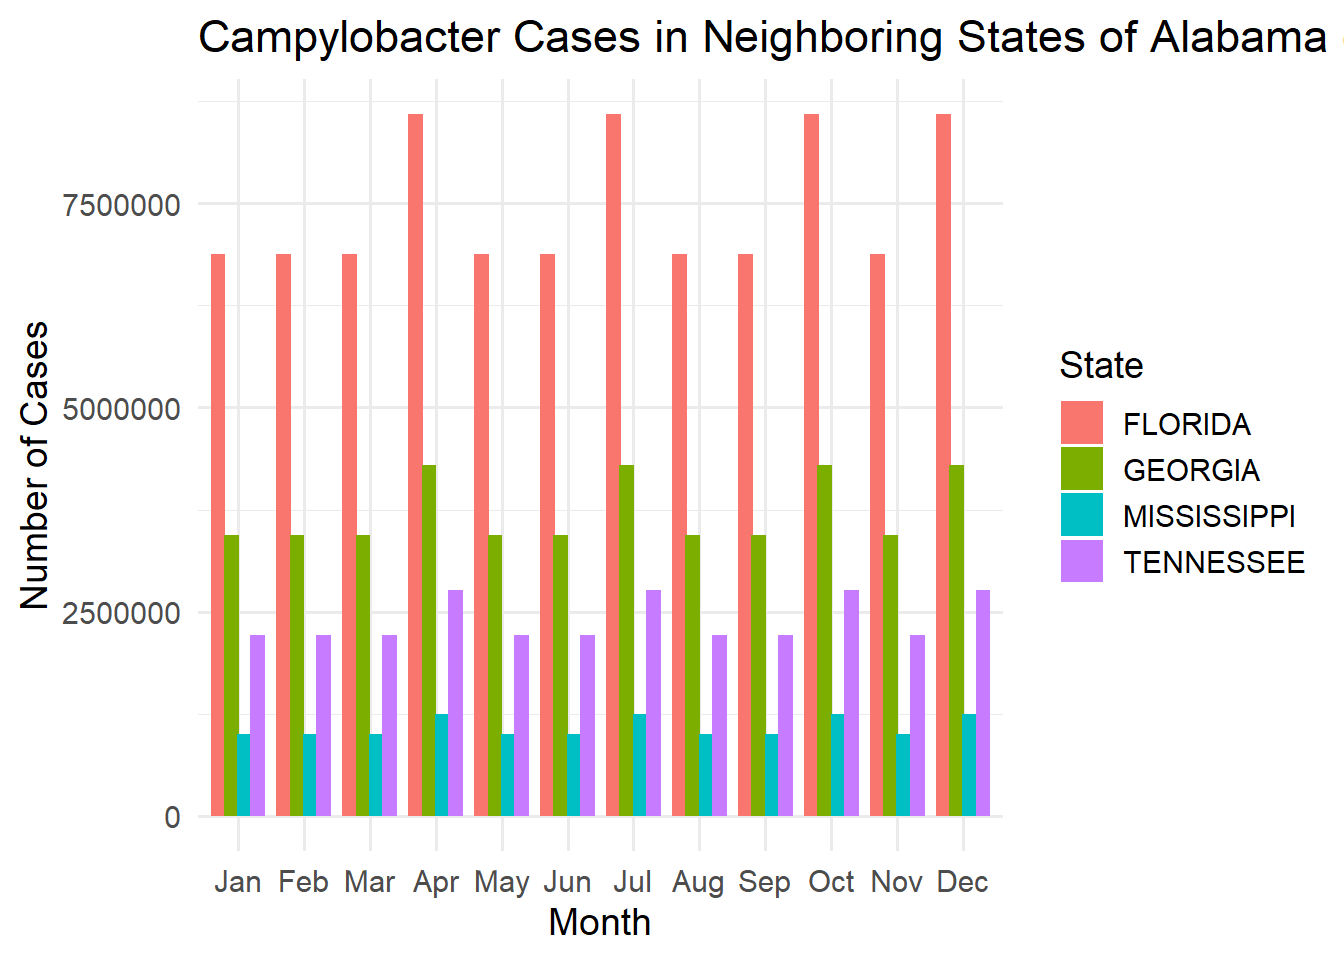 Campylobacter Cases in Neighboring States of Alabama
7500000
5000000
2500000
0
Number of Cases
Jan Feb Mar Apr May Jun Jul Aug Sep Oct Nov Dec
Month
State
FLORIDA
GEORGIA
MISSISSIPPI
TENNESSEE